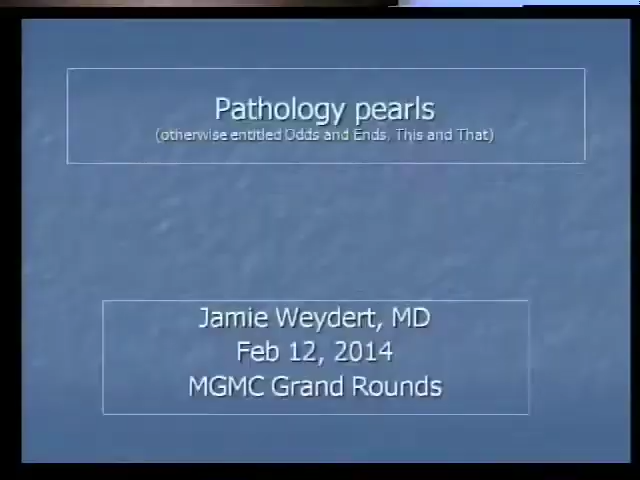 Pathology pearls
(otherwise entitled Odds and Ends, This and That)
Jamie Weydert, MD
Feb 12, 2014
MGMC Grand Rounds